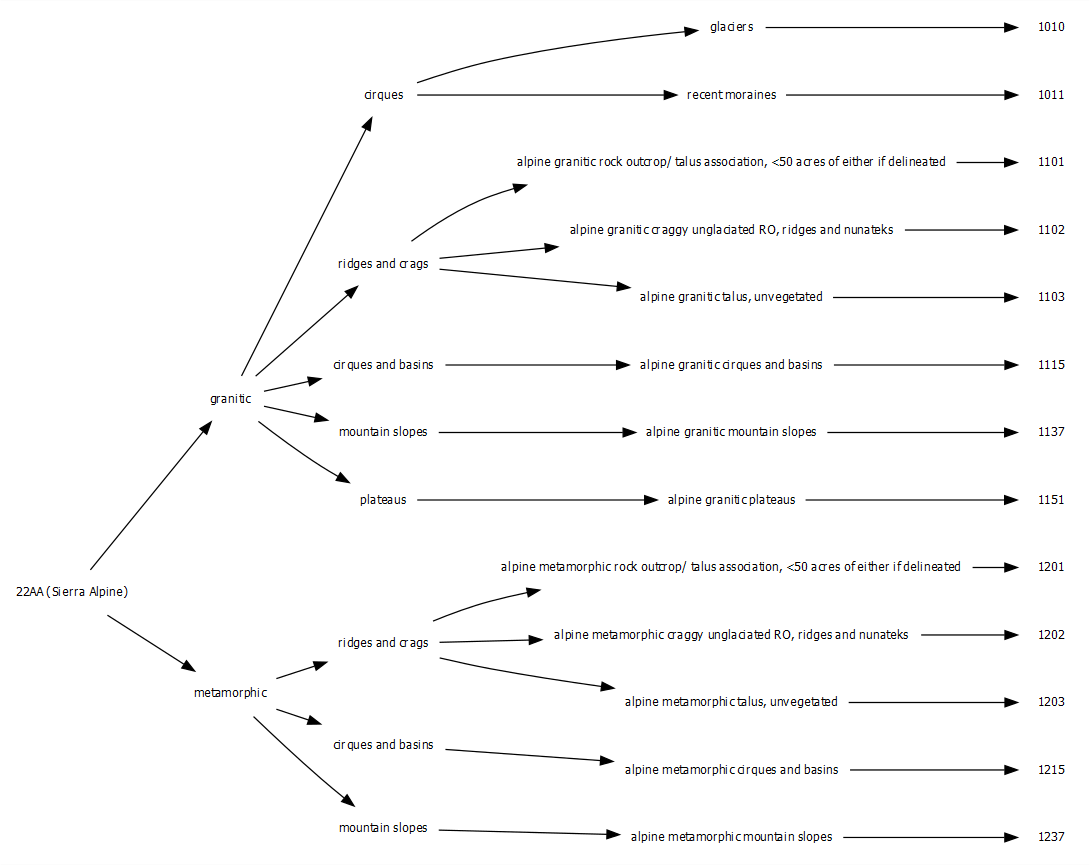 glaciers 1010
cirques recent moraines 1011
alpine granitic rock outcrop/ talus association, <50 acres of either if delineated 1101
alpine granitic craggy unglaciated RO, ridges and nunateks 1102
ridges and crags
alpine granitic talus, unvegetated 1103
cirques and basins alpine granitic cirques and basins 1115
granitic
mountain slopes alpine granitic mountain slopes 1137
plateaus alpine granitic plateaus 1151
alpine metamorphic rock outcrop/ talus association, <50 acres of either if delineated 1201
22AA (Sierra Alpine)
alpine metamorphic craggy unglaciated RO, ridges and nunateks 1202
ridges and crags
metamorphic
alpine metamorphic talus, unvegetated 1203
cirques and basins
alpine metamorphic cirques and basins 1215
mountain slopes
alpine metamorphic mountain slopes 1237